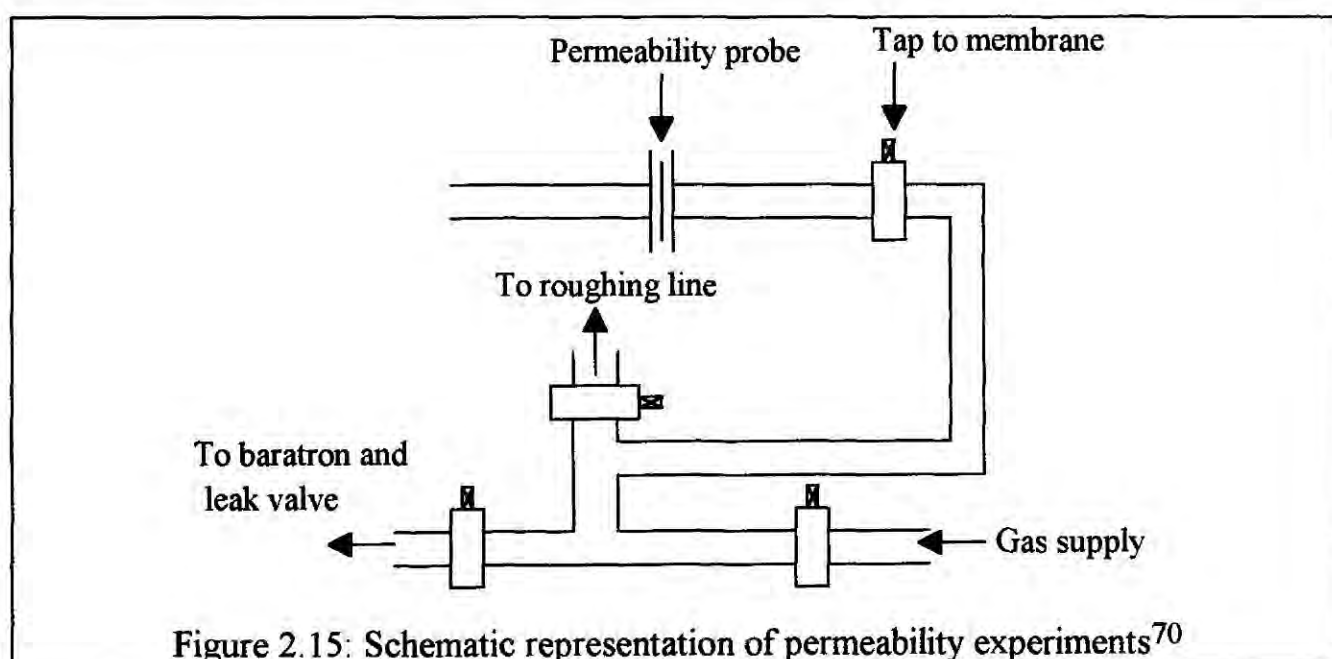 Permeability probe
Tap to membrane
To roughing line
To baratron and
leak valve
Gas supply
Figure 2.15: Schematic representation of permeability experiments70